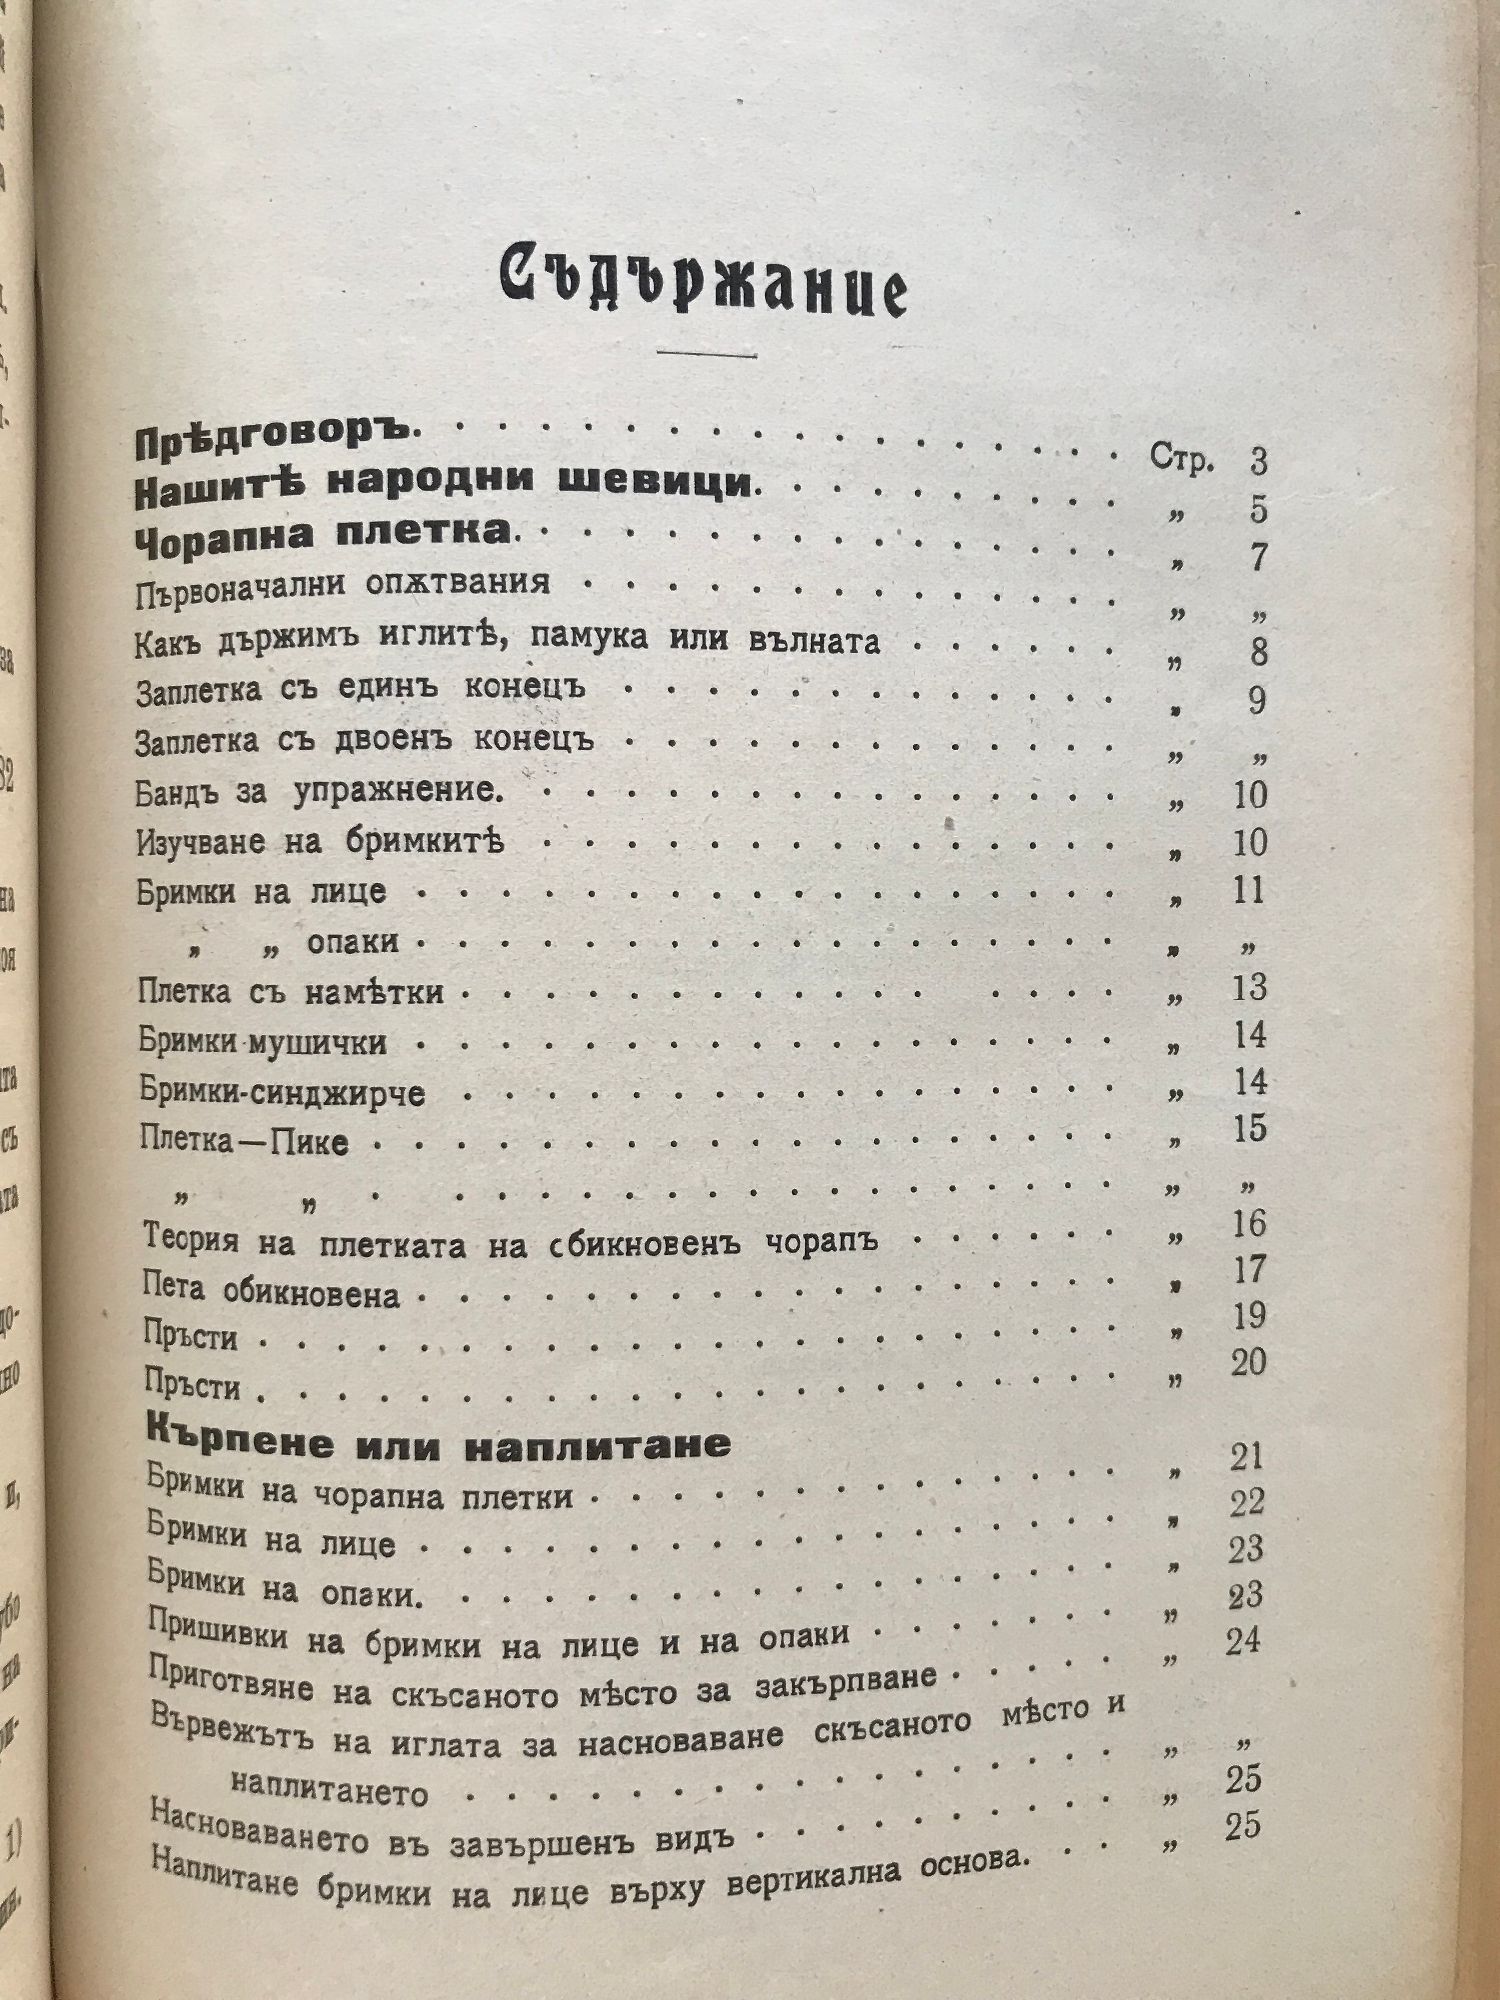 Съдържание
Прѣдговоръ. . . . . . . . . . . . . . . . . Стр. 3
Нашитѣ народни шевици. . . . . . . . . „ 5
Чорапна плетка. . . . . . . . . . . . . . . „ 7
Първоначални опѫтвания . . . . . . . . . . . . . „ „
Какъ държимъ иглитѣ, памука или вълната . . . . . . „ 8
Заплетка съ единъ конецъ . . . . . . . . . . . . „ 9
Заплетка съ двоенъ конецъ . . . . . . . . . . . . „ „
Бандъ за упражнение. . . . . . . . . . . . . . . „ 10
Изучване на бримкитѣ . . . . . . . . . . . . . . „ 10
Бримки на лице . . . . . . . . . . . . . . . . . „ 11
„ „ опаки . . . . . . . . . . . . . . . . . „ „
Плетка съ намѣтки . . . . . . . . . . . . . . . „ 13
Бримки-мушички . . . . . . . . . . . . . . . . . „ 14
Бримки-синджирче . . . . . . . . . . . . . . . . „ 14
Плетка—Пике . . . . . . . . . . . . . . . . . . „ 15
„ „ . . . . . . . . . . . . . . . . . „ „
Теория на плетката на сбикновенъ чорапъ . . . . . . „ 16
Пета обикновена . . . . . . . . . . . . . . . . . „ 17
Пръсти . . . . . . . . . . . . . . . . . . . . . „ 19
Пръсти . . . . . . . . . . . . . . . . . . . . . „ 20
Кърпене или наплитане
Бримки на чорапна плетки . . . . . . . . . . . . . „ 21
Бримки на лице . . . . . . . . . . . . . . . . . „ 22
Бримки на опаки. . . . . . . . . . . . . . . . . „ 23
Пришивки на бримки на лице и на опаки . . . . . . „ 23
Приготвяне на скъсаното мѣсто за закърпване . . . . . „ 24
Вървежътъ на иглата за насноваване скъсаното мѣсто и
наплитането . . . . . . . . . . . . . . . . „ „
Насноваването въ завършенъ видъ . . . . . . . . . „ 25
Наплитане бримки на лице върху вертикална основа. . . „ 25